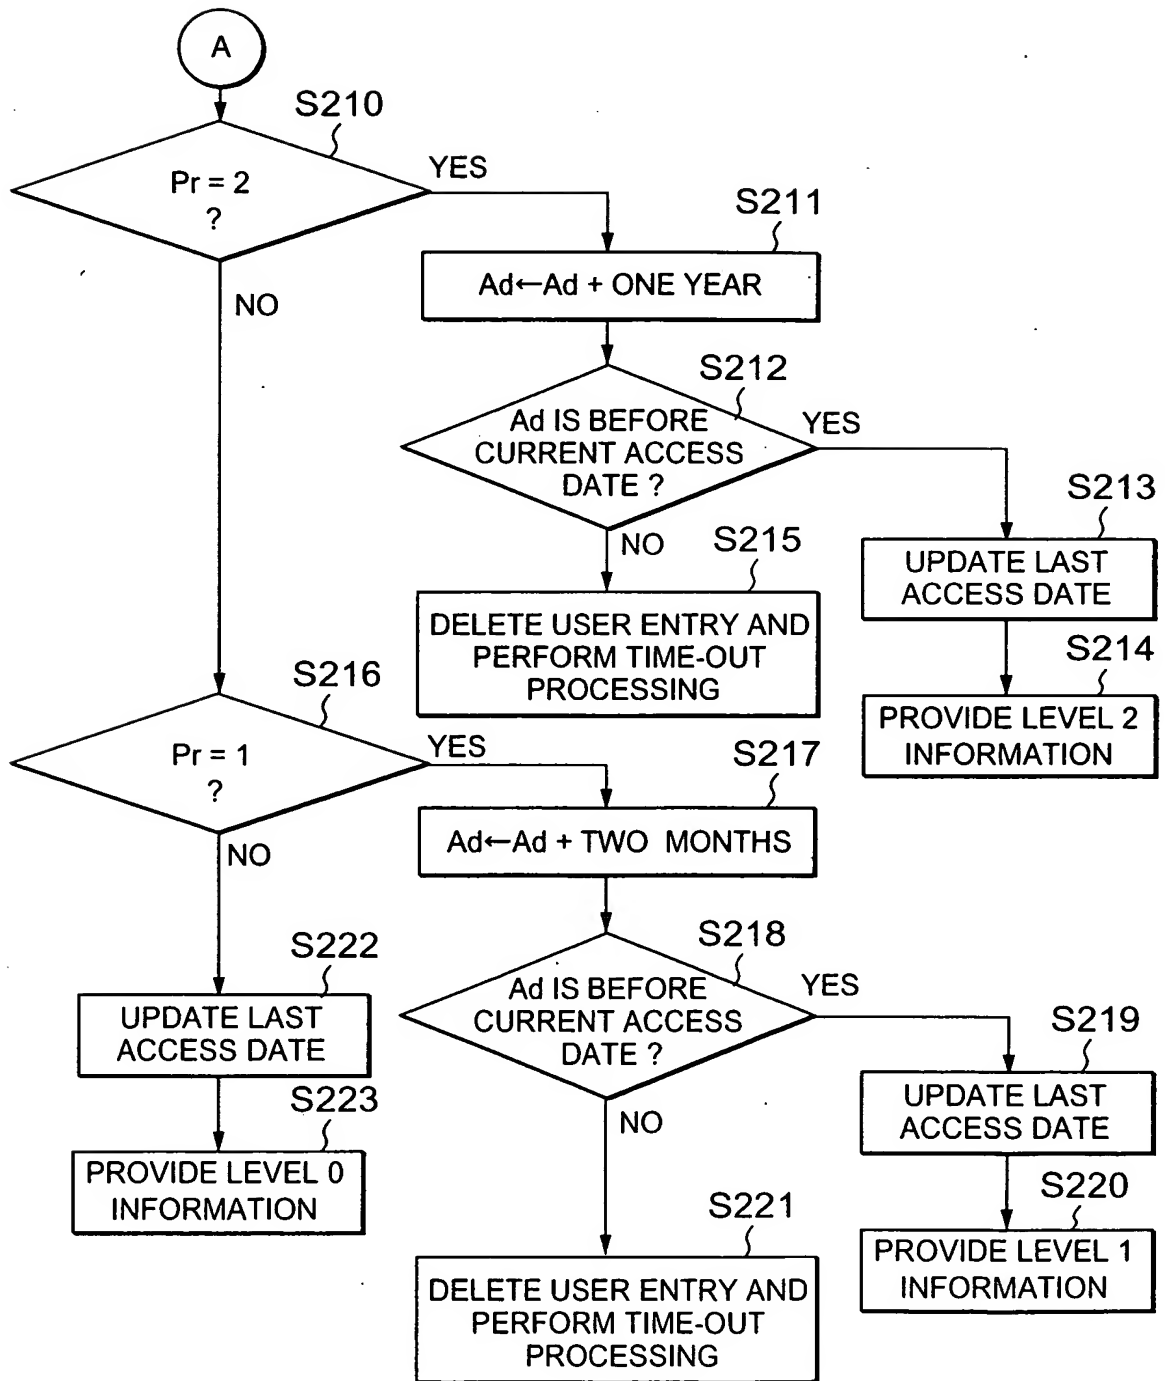 A
S210
Pr = 2
?
YES
NO
S211
Ad←Ad + ONE YEAR
S212
Ad IS BEFORE
CURRENT ACCESS
DATE ?
YES
NO
S213
UPDATE LAST
ACCESS DATE
S214
PROVIDE LEVEL 2
INFORMATION
S215
DELETE USER ENTRY AND
PERFORM TIME-OUT
PROCESSING
S216
Pr = 1
?
YES
NO
S217
Ad←Ad + TWO MONTHS
S218
Ad IS BEFORE
CURRENT ACCESS
DATE ?
YES
NO
S219
UPDATE LAST
ACCESS DATE
S220
PROVIDE LEVEL 1
INFORMATION
S221
DELETE USER ENTRY AND
PERFORM TIME-OUT
PROCESSING
S222
UPDATE LAST
ACCESS DATE
S223
PROVIDE LEVEL 0
INFORMATION